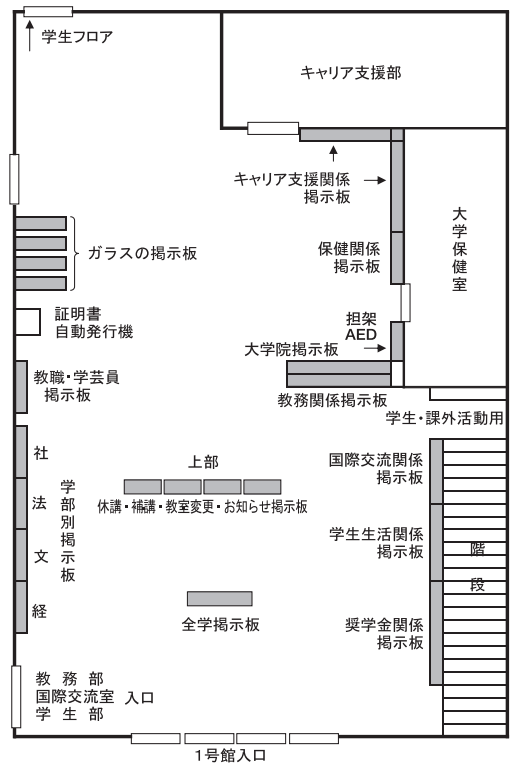 学生フロア
キャリア支援部
キャリア支援関係
掲示板
大学保健室
保健関係
掲示板
ガラスの掲示板
証明書
自動発行機
担架
AED
大学院掲示板
教職・学芸員
掲示板
教務関係掲示板
学生・課外活動用
社
法
文
経
学部別掲示板
上部
休講・補講・教室変更・お知らせ掲示板
国際交流関係
掲示板
学生生活関係
掲示板
階段
全学掲示板
奨学金関係
掲示板
教務部
国際交流室 入口
学生部
1号館入口